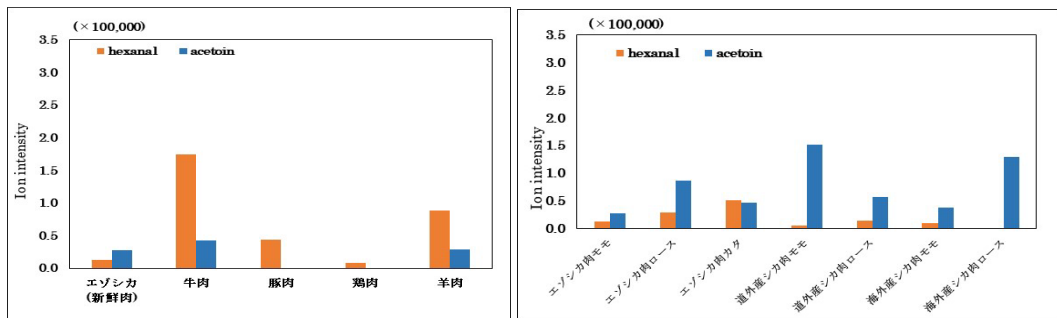 (×100,000)
3.5
hexanal acetoin
3.0
2.5
2.0
1.5
1.0
0.5
0.0
Ion intensity
エゾシカ
(新鮮肉)
牛肉
豚肉
鶏肉
羊肉
(×100,000)
3.5
hexanal acetoin
3.0
2.5
2.0
1.5
1.0
0.5
0.0
Ion intensity
エゾシカ肉モモ
エゾシカ肉ロース
エゾシカ肉カタ
道外産シカ肉モモ
道外産シカ肉ロース
海外産シカ肉モモ
海外産シカ肉ロース